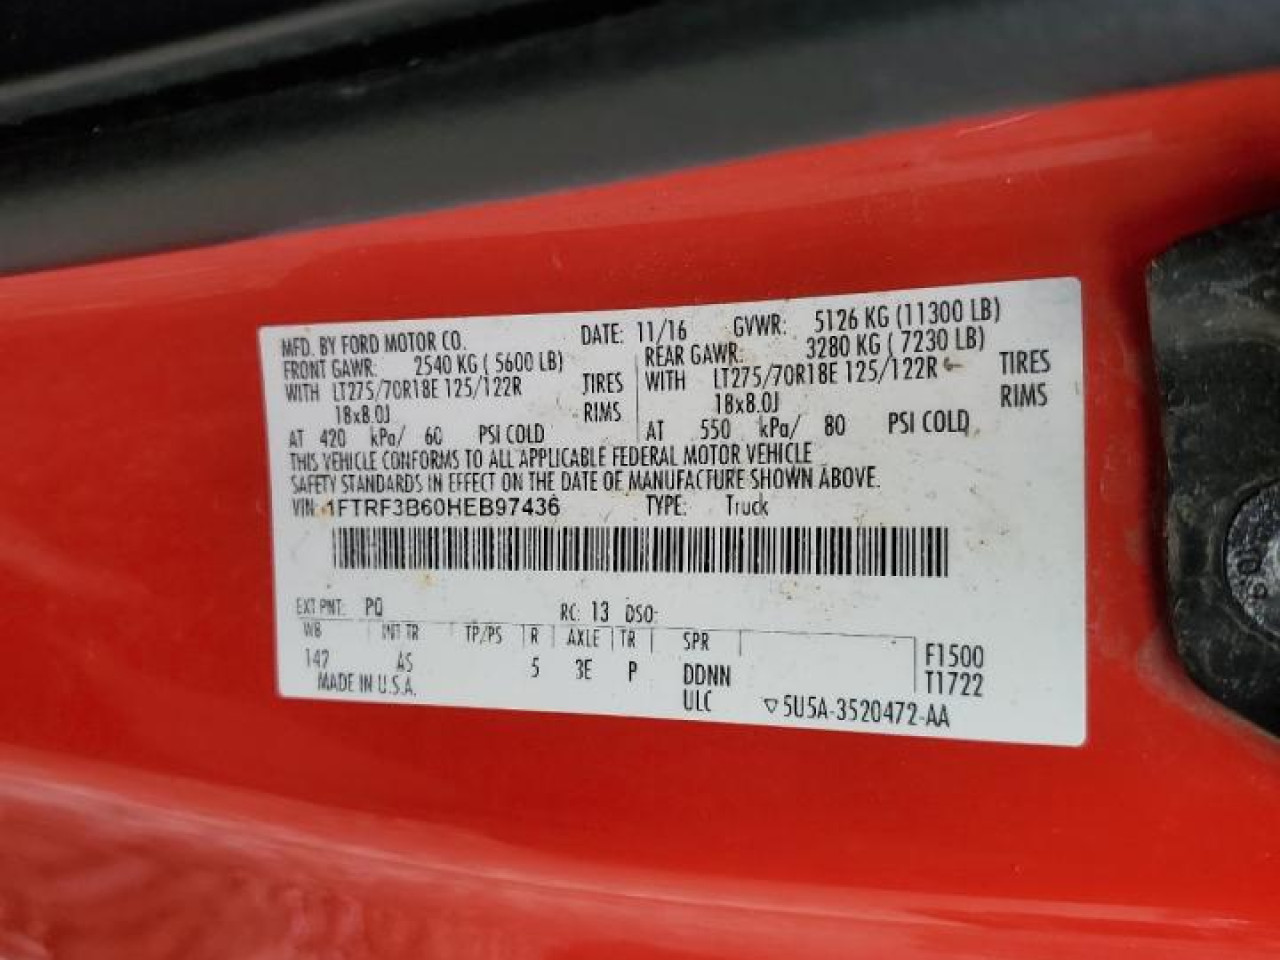 MFD. BY FORD MOTOR CO. DATE: 11/16 GVWR: 5126 KG (11300 LB)
FRONT GAWR: 2540 KG ( 5600 LB) REAR GAWR: 3280 KG ( 7230 LB)
WITH LT275/70R18E 125/122R TIRES WITH LT275/70R18E 125/122R TIRES
18x8.0J RIMS 18x8.0J RIMS
AT 420 kPa/ 60 PSI COLD AT 550 kPa/ 80 PSI COLD
THIS VEHICLE CONFORMS TO ALL APPLICABLE FEDERAL MOTOR VEHICLE
SAFETY STANDARDS IN EFFECT ON THE DATE OF MANUFACTURE SHOWN ABOVE.
VIN: 1FTRF3B60HEB97436 TYPE: Truck
EXT PNT: PQ RC: 13 DSO:
WB INT TR TP/PS R AXLE TR SPR
142 AS 5 3E P DDNN F1500
MADE IN U.S.A. ULC T1722
▽5U5A-3520472-AA